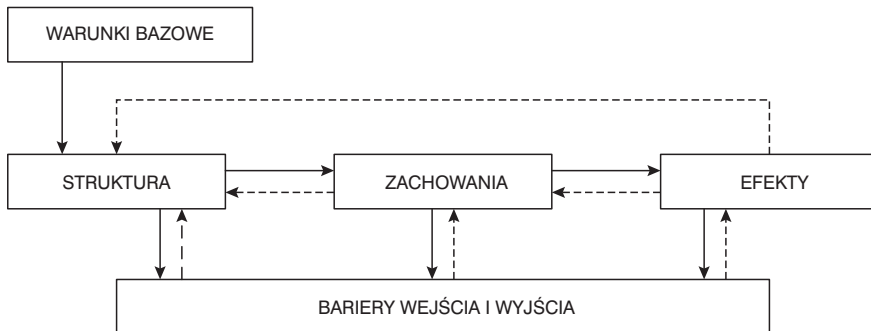 WARUNKI BAZOWE
STRUKTURA
ZACHOWANIA
EFEKTY
BARIERY WEJŚCIA I WYJŚCIA